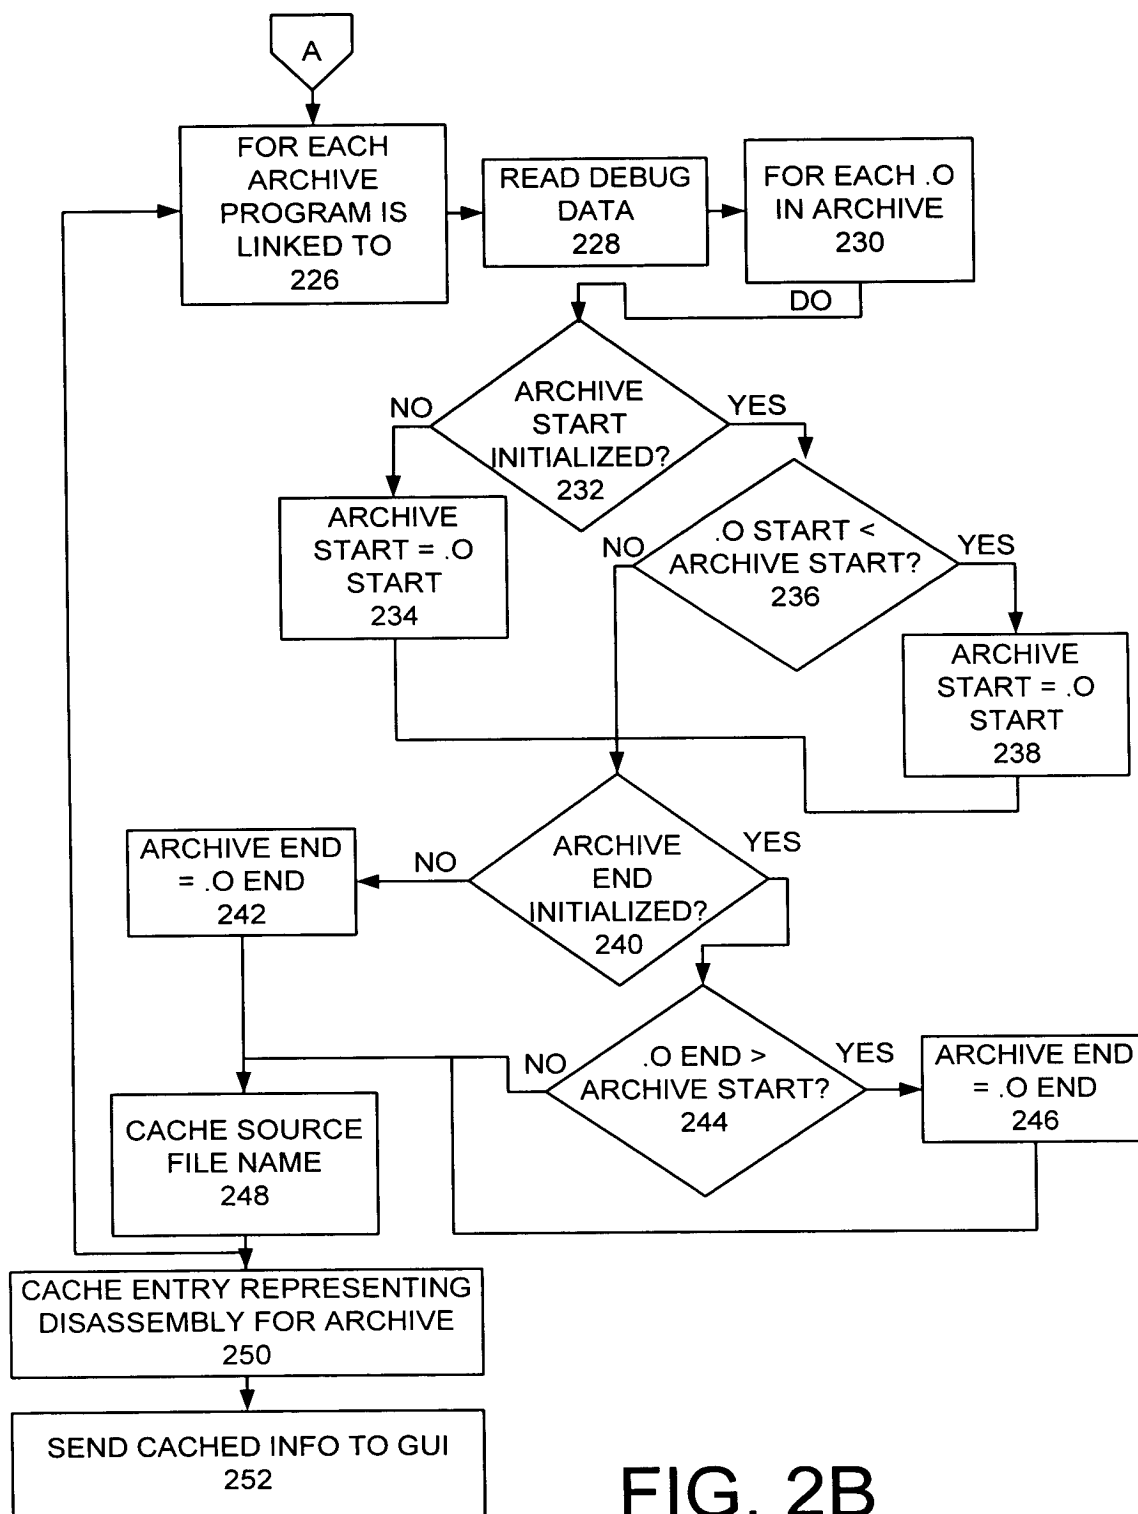 A
FOR EACH
ARCHIVE
PROGRAM IS
LINKED TO
226
READ DEBUG
DATA
228
FOR EACH .O
IN ARCHIVE
230
DO
ARCHIVE
START
INITIALIZED?
232
NO
YES
ARCHIVE
START = .O
START
234
.O START <
ARCHIVE START?
236
NO
YES
ARCHIVE
START = .O
START
238
ARCHIVE
END
INITIALIZED?
240
NO
YES
ARCHIVE END
= .O END
242
.O END >
ARCHIVE START?
244
NO
YES
ARCHIVE END
= .O END
246
CACHE SOURCE
FILE NAME
248
CACHE ENTRY REPRESENTING
DISASSEMBLY FOR ARCHIVE
250
SEND CACHED INFO TO GUI
252
FIG. 2B